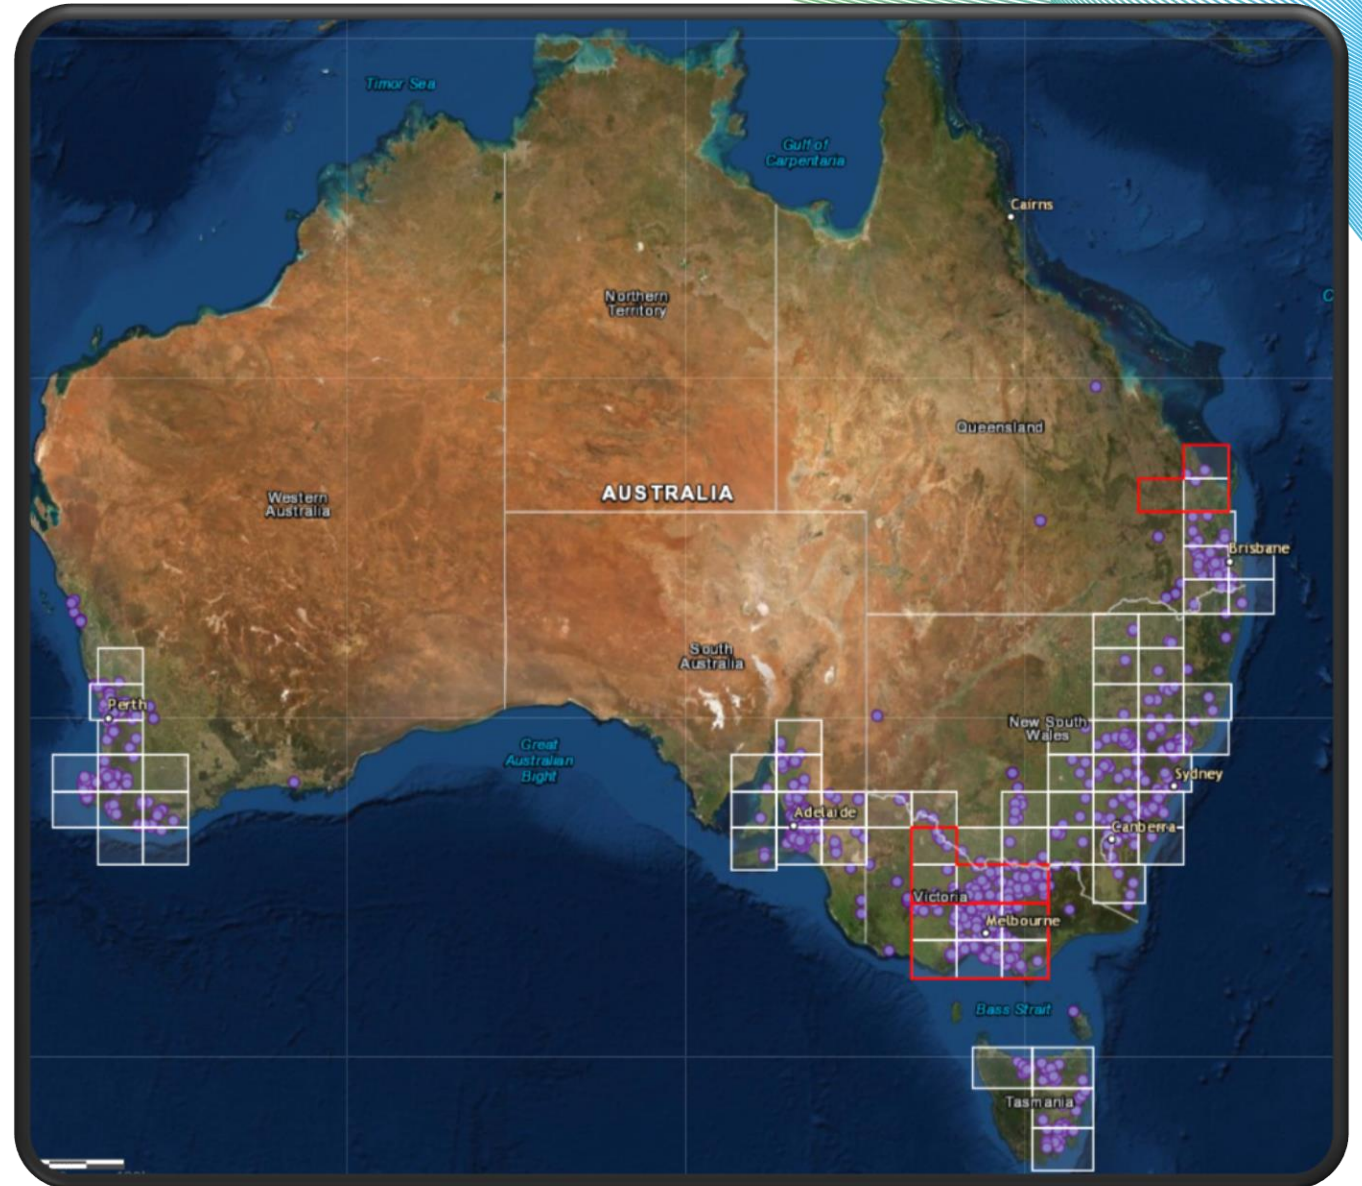 Timor Sea
Gulf of
Carpentaria
Cairns
Northern
Territory
Queensland
AUSTRALIA
Western
Australia
Brisbane
South
Australia
Perth
New South
Wales
Great
Australian
Bight
Sydney
Adelaide
Canberra
Victoria
Melbourne
Bass Strait
Tasmania